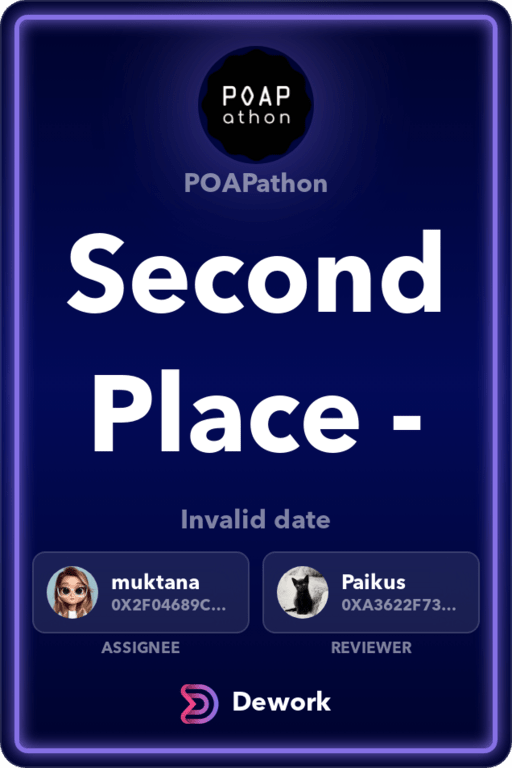 POAP
athon
POAPathon
Second
Place -
Invalid date
muktana
0X2F04689C...
Paikus
0XA3622F73...
ASSIGNEE
REVIEWER
Dework